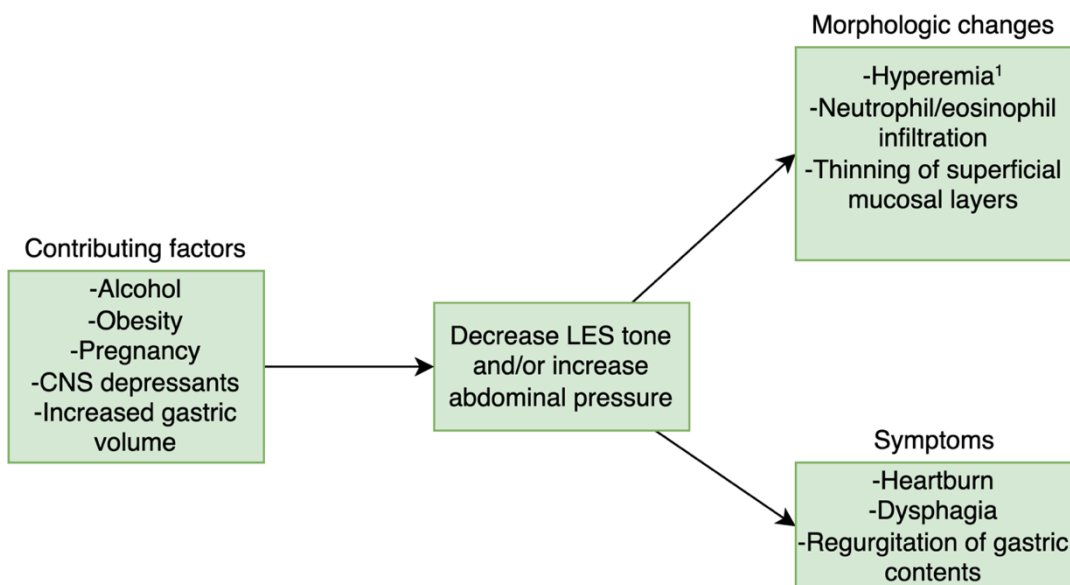 Contributing factors
-Alcohol
-Obesity
-Pregnancy
-CNS depressants
-Increased gastric
volume
Decrease LES tone
and/or increase
abdominal pressure
Morphologic changes
-Hyperemia¹
-Neutrophil/eosinophil
infiltration
-Thinning of superficial
mucosal layers
Symptoms
-Heartburn
-Dysphagia
-Regurgitation of gastric
contents